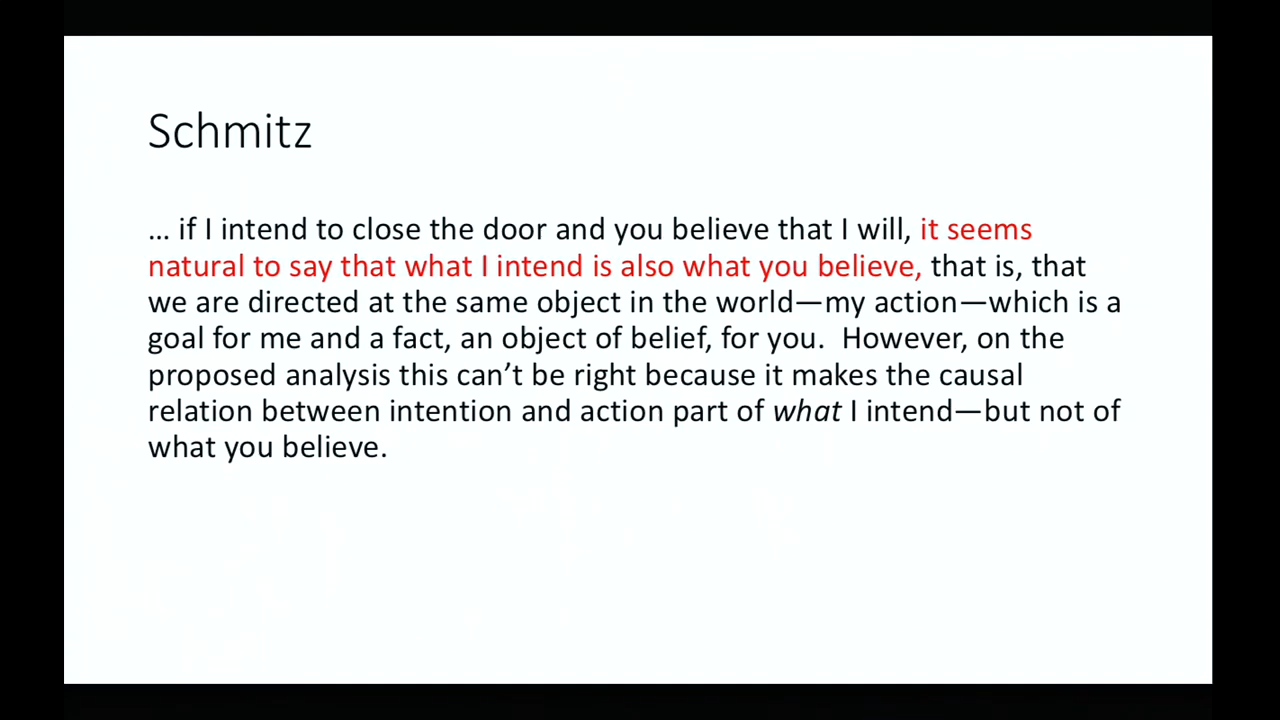 Schmitz
... if I intend to close the door and you believe that I will, it seems
natural to say that what I intend is also what you believe, that is, that
we are directed at the same object in the world—my action—which is a
goal for me and a fact, an object of belief, for you.  However, on the
proposed analysis this can’t be right because it makes the causal
relation between intention and action part of what I intend—but not of
what you believe.